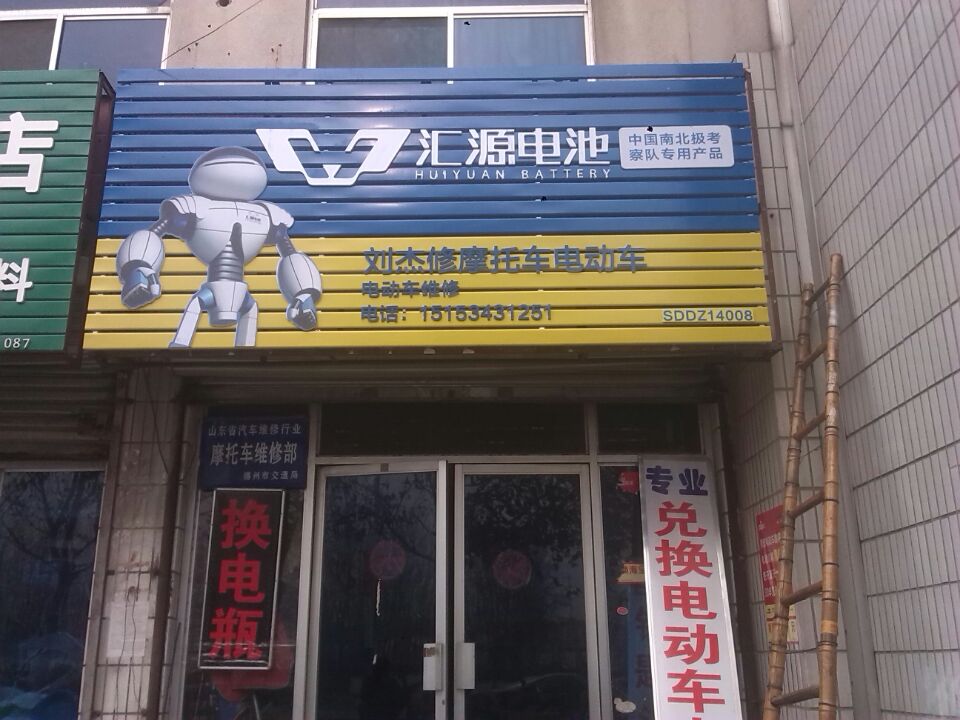 店
料
087
汇源电池
HUIYUAN BATTERY
中国南北极考
察队专用产品
刘杰修摩托车电动车
电动车维修
电话：15153431251
SDDZ14008
山东省汽车维修行业
摩托车维修部
德州市交通局
换电瓶
专业
兑换电动车